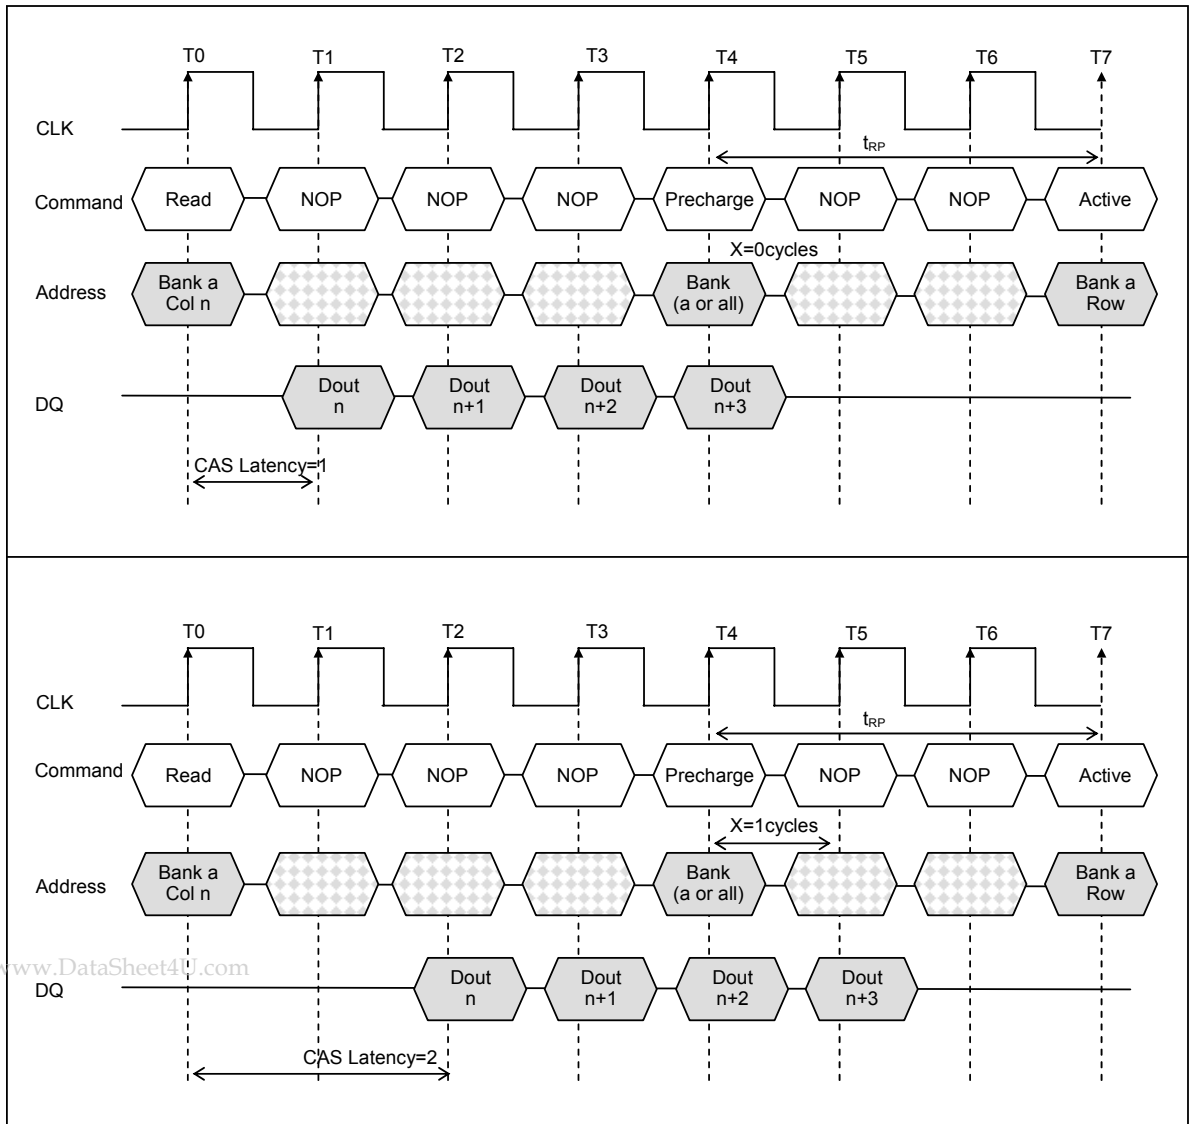 T0 T1 T2 T3 T4 T5 T6 T7
CLK
tRP
Command Read NOP NOP NOP Precharge NOP NOP Active
X=0cycles
Address Bank a Col n Bank (a or all) Bank a Row
DQ Dout n Dout n+1 Dout n+2 Dout n+3
CAS Latency=1
T0 T1 T2 T3 T4 T5 T6 T7
CLK
tRP
Command Read NOP NOP NOP Precharge NOP NOP Active
X=1cycles
Address Bank a Col n Bank (a or all) Bank a Row
www.DataSheet4U.com
DQ Dout n Dout n+1 Dout n+2 Dout n+3
CAS Latency=2